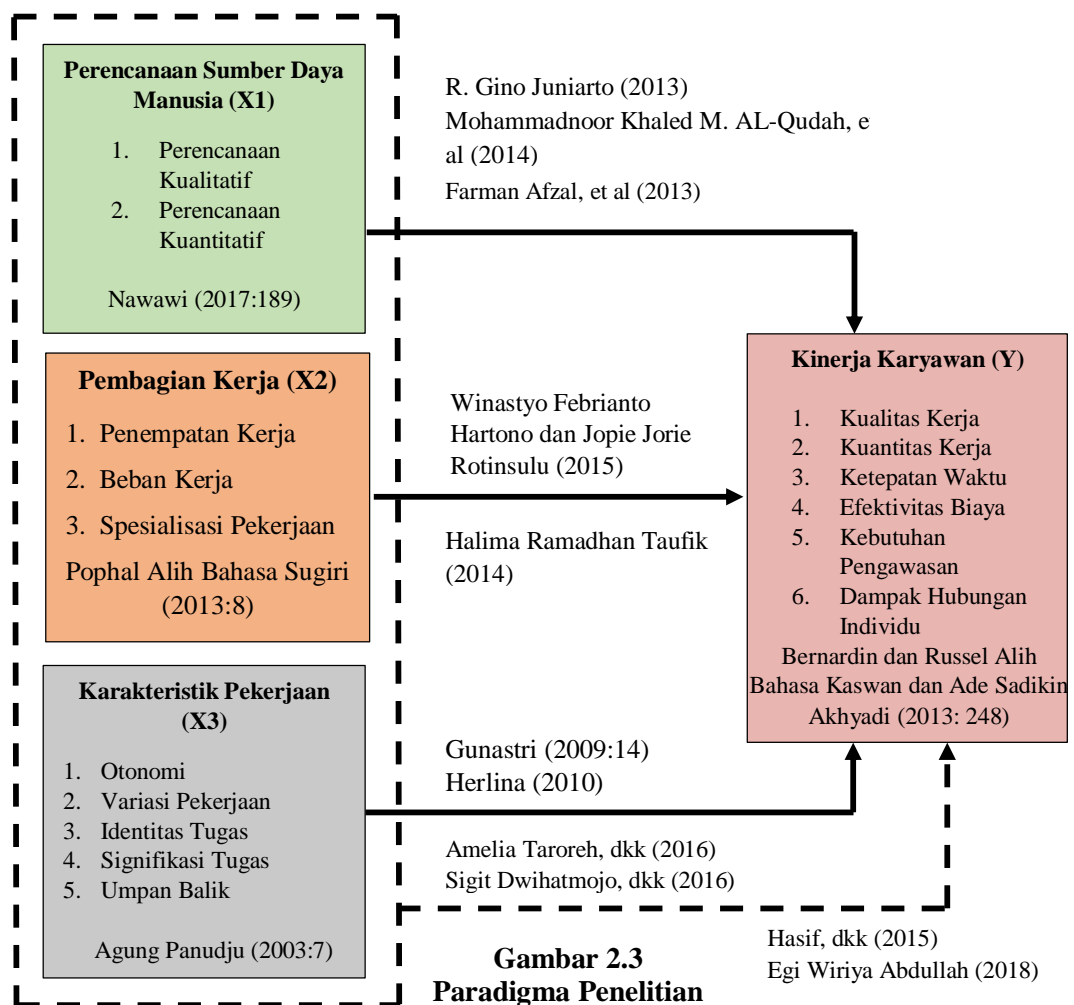 Perencanaan Sumber Daya
Manusia (X1)
1. Perencanaan
Kualitatif
2. Perencanaan
Kuantitatif
Nawawi (2017:189)
R. Gino Juniarto (2013)
Mohammadnoor Khaled M. AL-Qudah, e
al (2014)
Farman Afzal, et al (2013)
Pembagian Kerja (X2)
1. Penempatan Kerja
2. Beban Kerja
3. Spesialisasi Pekerjaan
Pophal Alih Bahasa Sugiri
(2013:8)
Winastyo Febrianto
Hartono dan Jopie Jorie
Rotinsulu (2015)
Halima Ramadhan Taufik
(2014)
Kinerja Karyawan (Y)
1. Kualitas Kerja
2. Kuantitas Kerja
3. Ketepatan Waktu
4. Efektivitas Biaya
5. Kebutuhan
Pengawasan
6. Dampak Hubungan
Individu
Bernardin dan Russel Alih
Bahasa Kaswan dan Ade Sadikin
Akhyadi (2013: 248)
Karakteristik Pekerjaan
(X3)
1. Otonomi
2. Variasi Pekerjaan
3. Identitas Tugas
4. Signifikasi Tugas
5. Umpan Balik
Agung Panudju (2003:7)
Gunastri (2009:14)
Herlina (2010)
Amelia Taroreh, dkk (2016)
Sigit Dwihatmojo, dkk (2016)
Hasif, dkk (2015)
Egi Wiriya Abdullah (2018)
Gambar 2.3
Paradigma Penelitian